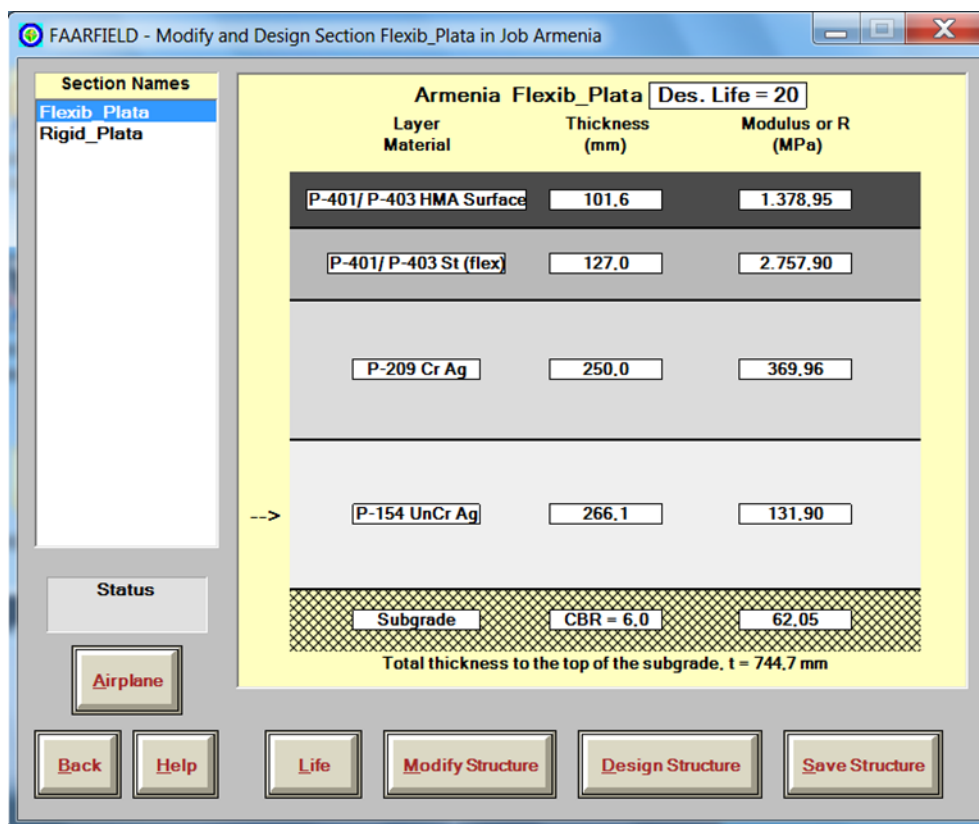 FAARFIELD - Modify and Design Section Flexib_Plata in Job Armenia
Section Names
Flexib_Plata
Rigid_Plata
Armenia Flexib_Plata Des. Life = 20
Layer Material Thickness (mm) Modulus or R (MPa)
P-401/ P-403 HMA Surface 101.6 1.378.95
P-401/ P-403 St (flex) 127.0 2.757.90
P-209 Cr Ag 250.0 369.96
--> P-154 UnCr Ag 266.1 131.90
Subgrade CBR = 6.0 62.05
Total thickness to the top of the subgrade. t = 744.7 mm
Status
Airplane
Back Help Life Modify Structure Design Structure Save Structure